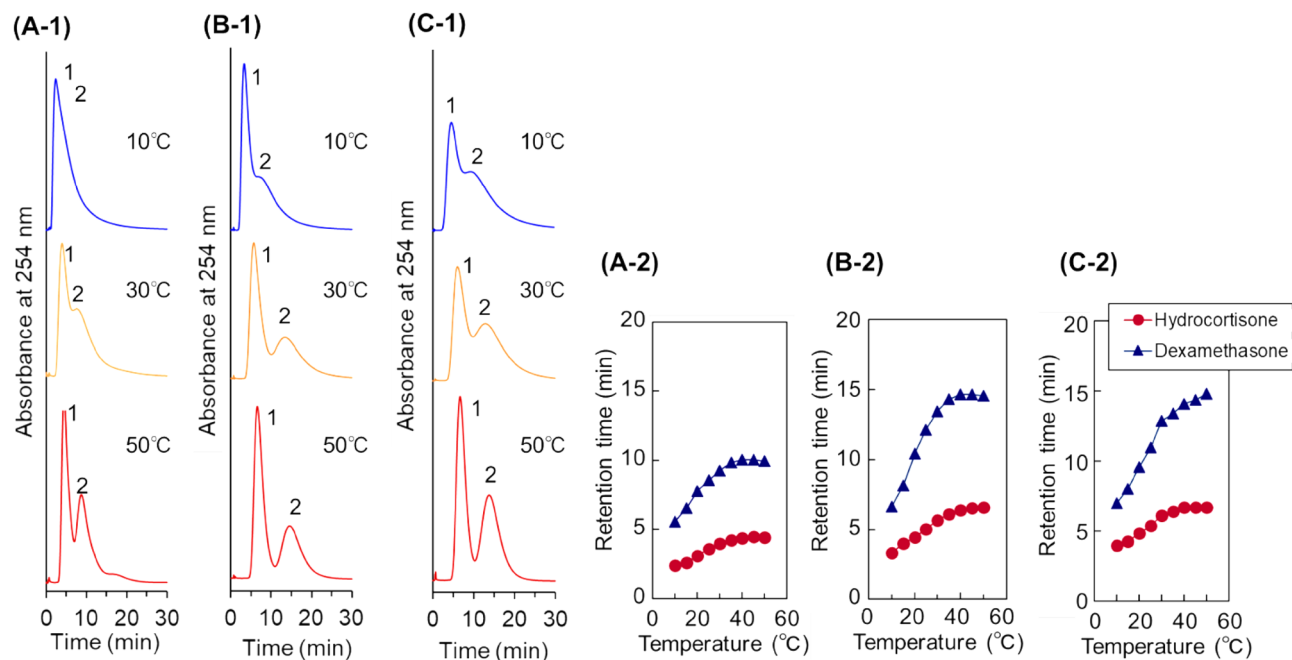 (A-1)
Absorbance at 254 nm
1
2
10℃
1
2
30℃
1
2
50℃
0 10 20 30
Time (min)
(B-1)
Absorbance at 254 nm
1
2
10℃
1
2
30℃
1
2
50℃
0 10 20 30
Time (min)
(C-1)
Absorbance at 254 nm
1
2
10℃
1
2
30℃
1
2
50℃
0 10 20 30
Time (min)
(A-2)
Retention time (min)
20
15
10
5
0
0 20 40 60
Temperature (℃)
(B-2)
Retention time (min)
20
15
10
5
0
0 20 40 60
Temperature (℃)
(C-2)
Hydrocortisone
Dexamethasone
Retention time (min)
20
15
10
5
0
0 20 40 60
Temperature (℃)